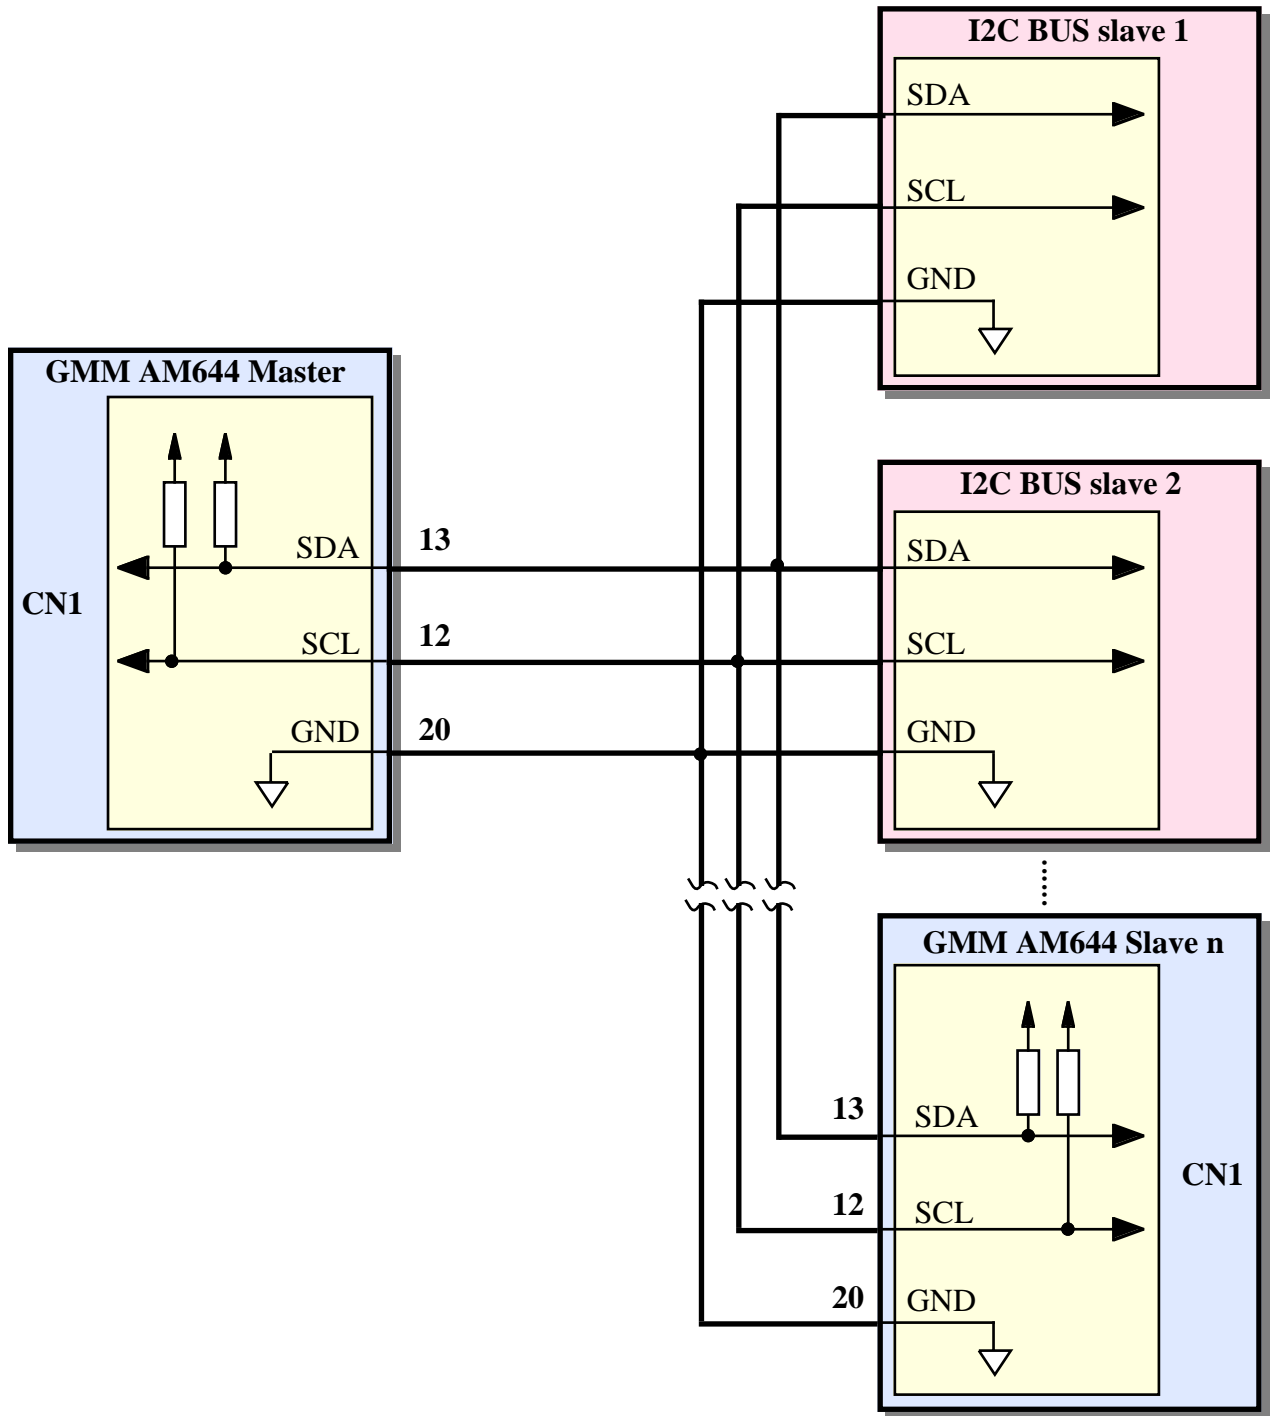 I2C BUS slave 1
SDA
SCL
GND
GMM AM644 Master
SDA
13
CN1
SCL
12
GND
20
I2C BUS slave 2
SDA
SCL
GND
GMM AM644 Slave n
13
SDA
CN1
12
SCL
20
GND